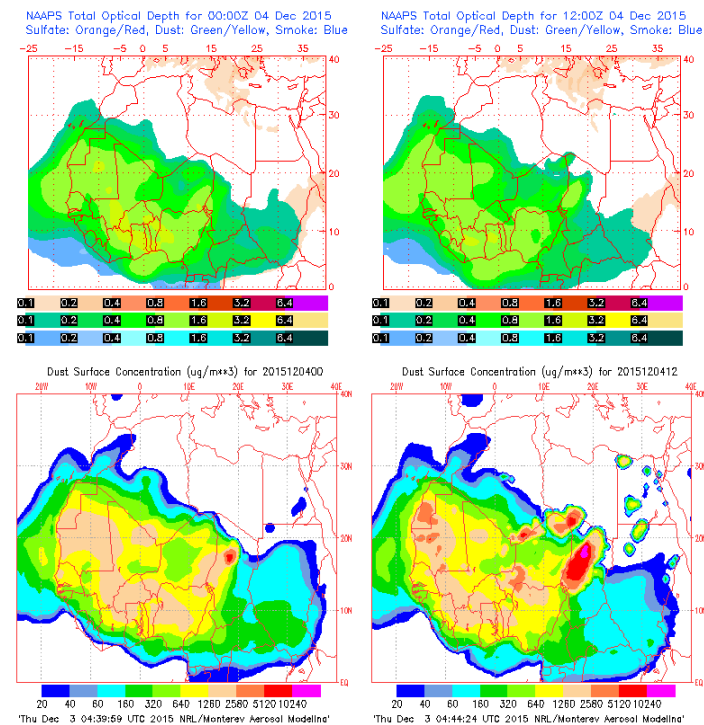 NAAPS Total Optical Depth for 00:00Z 04 Dec 2015
Sulfate: Orange/Red, Dust: Green/Yellow, Smoke: Blue
-25 -15 -5 0 5 15 25 35
40
30
20
10
0
0.1 0.2 0.4 0.8 1.6 3.2 6.4
0.1 0.2 0.4 0.8 1.6 3.2 6.4
0.1 0.2 0.4 0.8 1.6 3.2 6.4
NAAPS Total Optical Depth for 12:00Z 04 Dec 2015
Sulfate: Orange/Red, Dust: Green/Yellow, Smoke: Blue
-25 -15 -5 0 5 15 25 35
40
30
20
10
0
0.1 0.2 0.4 0.8 1.6 3.2 6.4
0.1 0.2 0.4 0.8 1.6 3.2 6.4
0.1 0.2 0.4 0.8 1.6 3.2 6.4
Dust Surface Concentration (ug/m**3) for 2015120400
20W 10W 0 10E 20E 30E 40E
40N
30N
20N
10N
EQ
20 40 80 160 320 640 1280 2560 5120 10240
'Thu Dec 3 04:39:59 UTC 2015 NRL/Monterey Aerosol Modeling'
Dust Surface Concentration (ug/m**3) for 2015120412
20W 10W 0 10E 20E 30E 40E
40N
30N
20N
10N
EQ
20 40 80 160 320 640 1280 2560 5120 10240
'Thu Dec 3 04:44:24 UTC 2015 NRL/Monterey Aerosol Modeling'